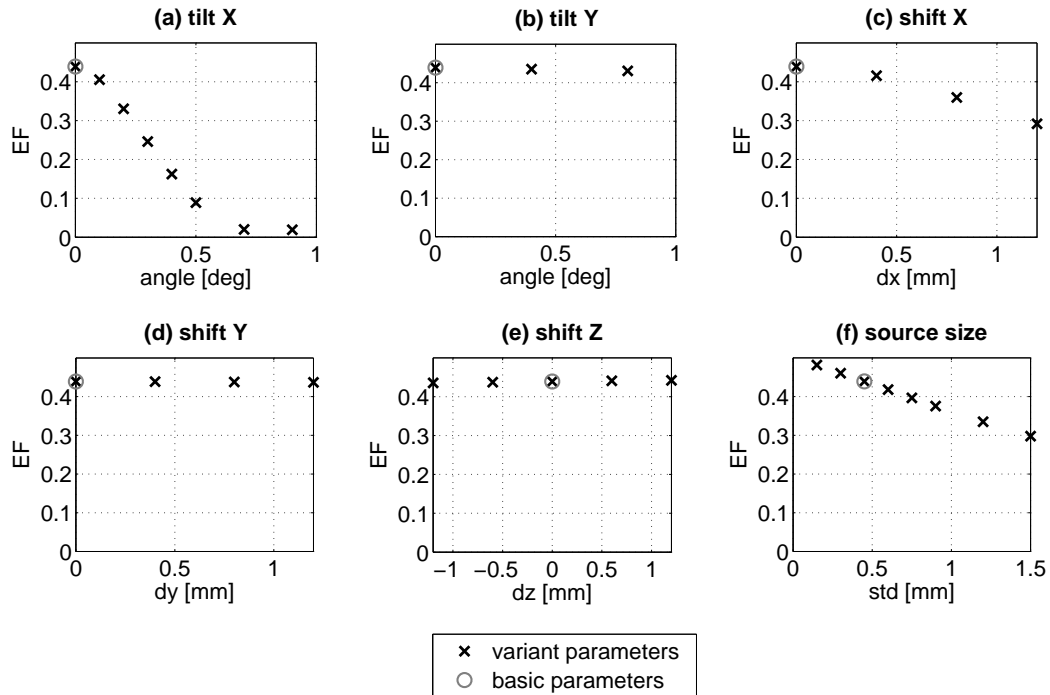 (a) tilt X
EF
0.4
0.3
0.2
0.1
0
0 0.5 1
angle [deg]
(b) tilt Y
EF
0.4
0.3
0.2
0.1
0
0 0.5 1
angle [deg]
(c) shift X
EF
0.4
0.3
0.2
0.1
0
0 0.5 1
dx [mm]
(d) shift Y
EF
0.4
0.3
0.2
0.1
0
0 0.5 1
dy [mm]
(e) shift Z
EF
0.4
0.3
0.2
0.1
0
−1 −0.5 0 0.5 1
dz [mm]
(f) source size
EF
0.4
0.3
0.2
0.1
0
0 0.5 1 1.5
std [mm]
variant parameters
basic parameters